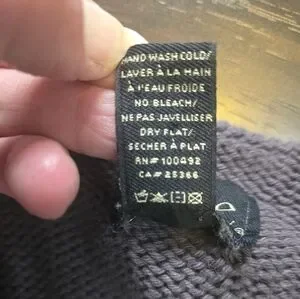 HAND WASH COLD/
LAVER À LA MAIN
À L'EAU FROIDE
NO BLEACH/
NE PAS JAVELLISER
DRY FLAT/
SÉCHER À PLAT
RN# 100492
CA# 25366